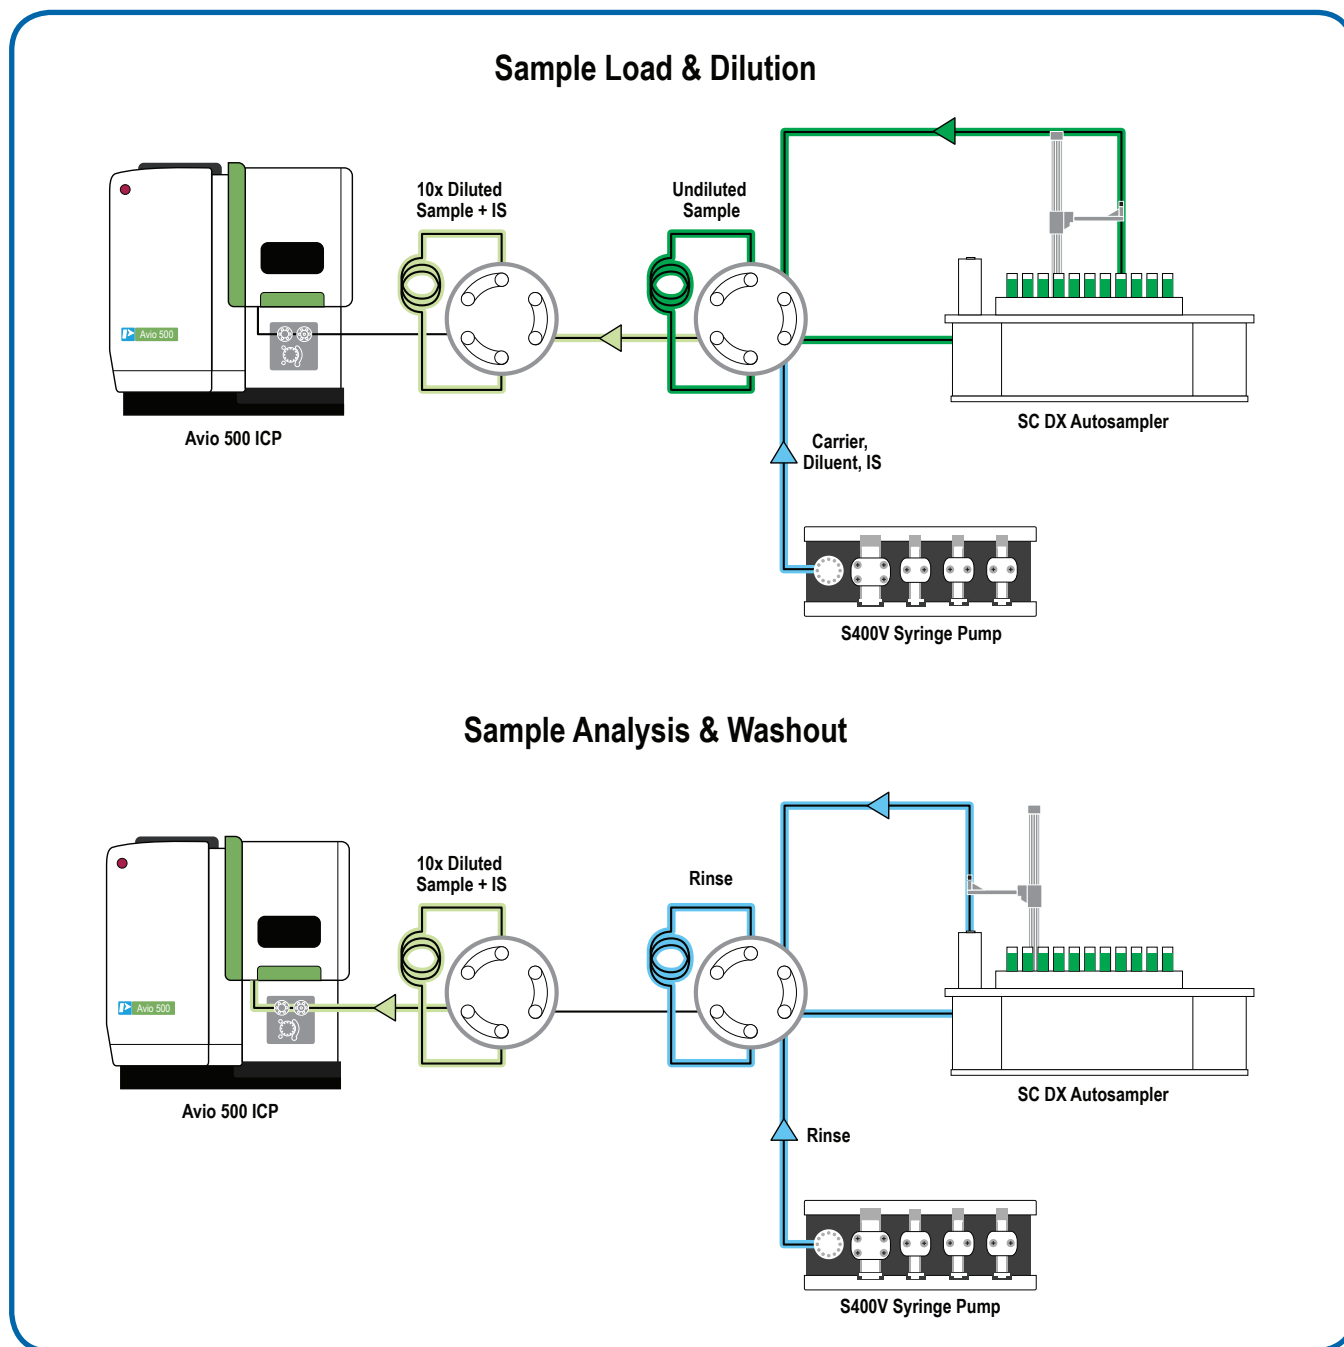 Sample Load & Dilution
10x Diluted
Sample + IS
Undiluted
Sample
Avio 500
Avio 500 ICP
SC DX Autosampler
Carrier,
Diluent, IS
S400V Syringe Pump
Sample Analysis & Washout
10x Diluted
Sample + IS
Rinse
Avio 500
Avio 500 ICP
SC DX Autosampler
Rinse
S400V Syringe Pump